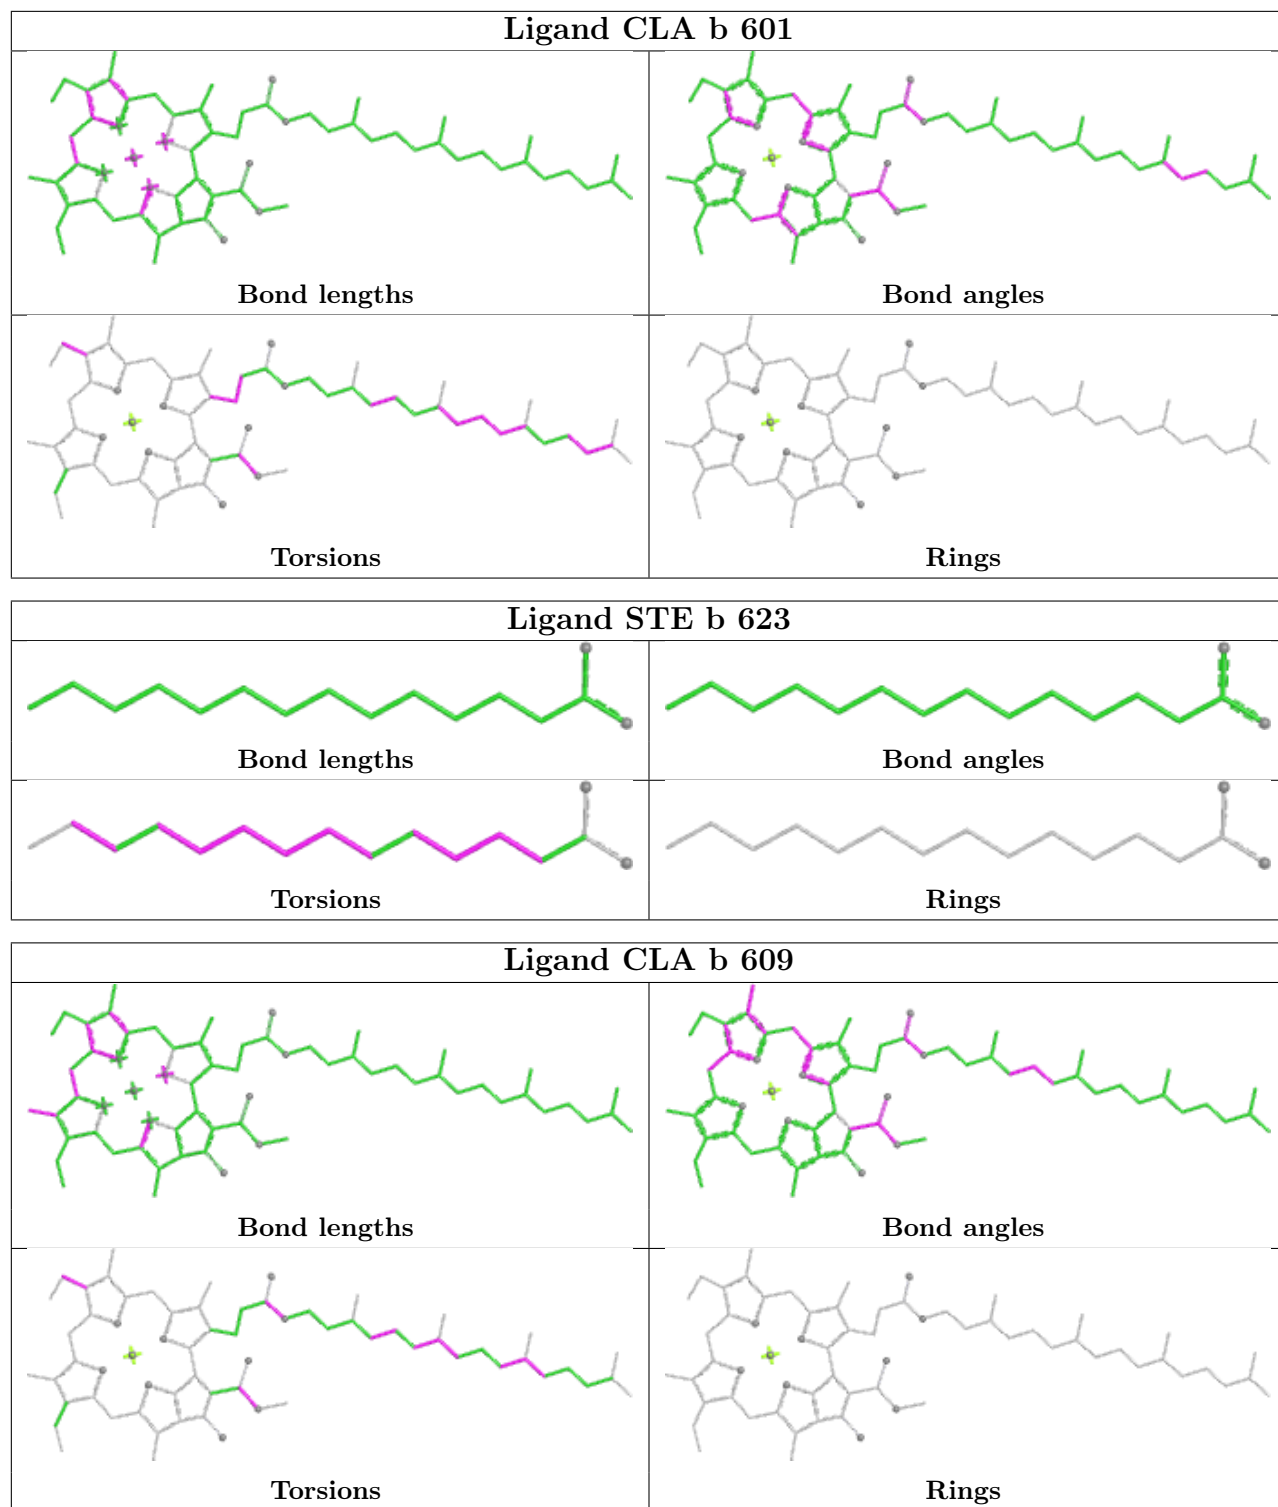 Ligand CLA b 601
Bond lengths
Bond angles
Torsions
Rings
Ligand STE b 623
Bond lengths
Bond angles
Torsions
Rings
Ligand CLA b 609
Bond lengths
Bond angles
Torsions
Rings